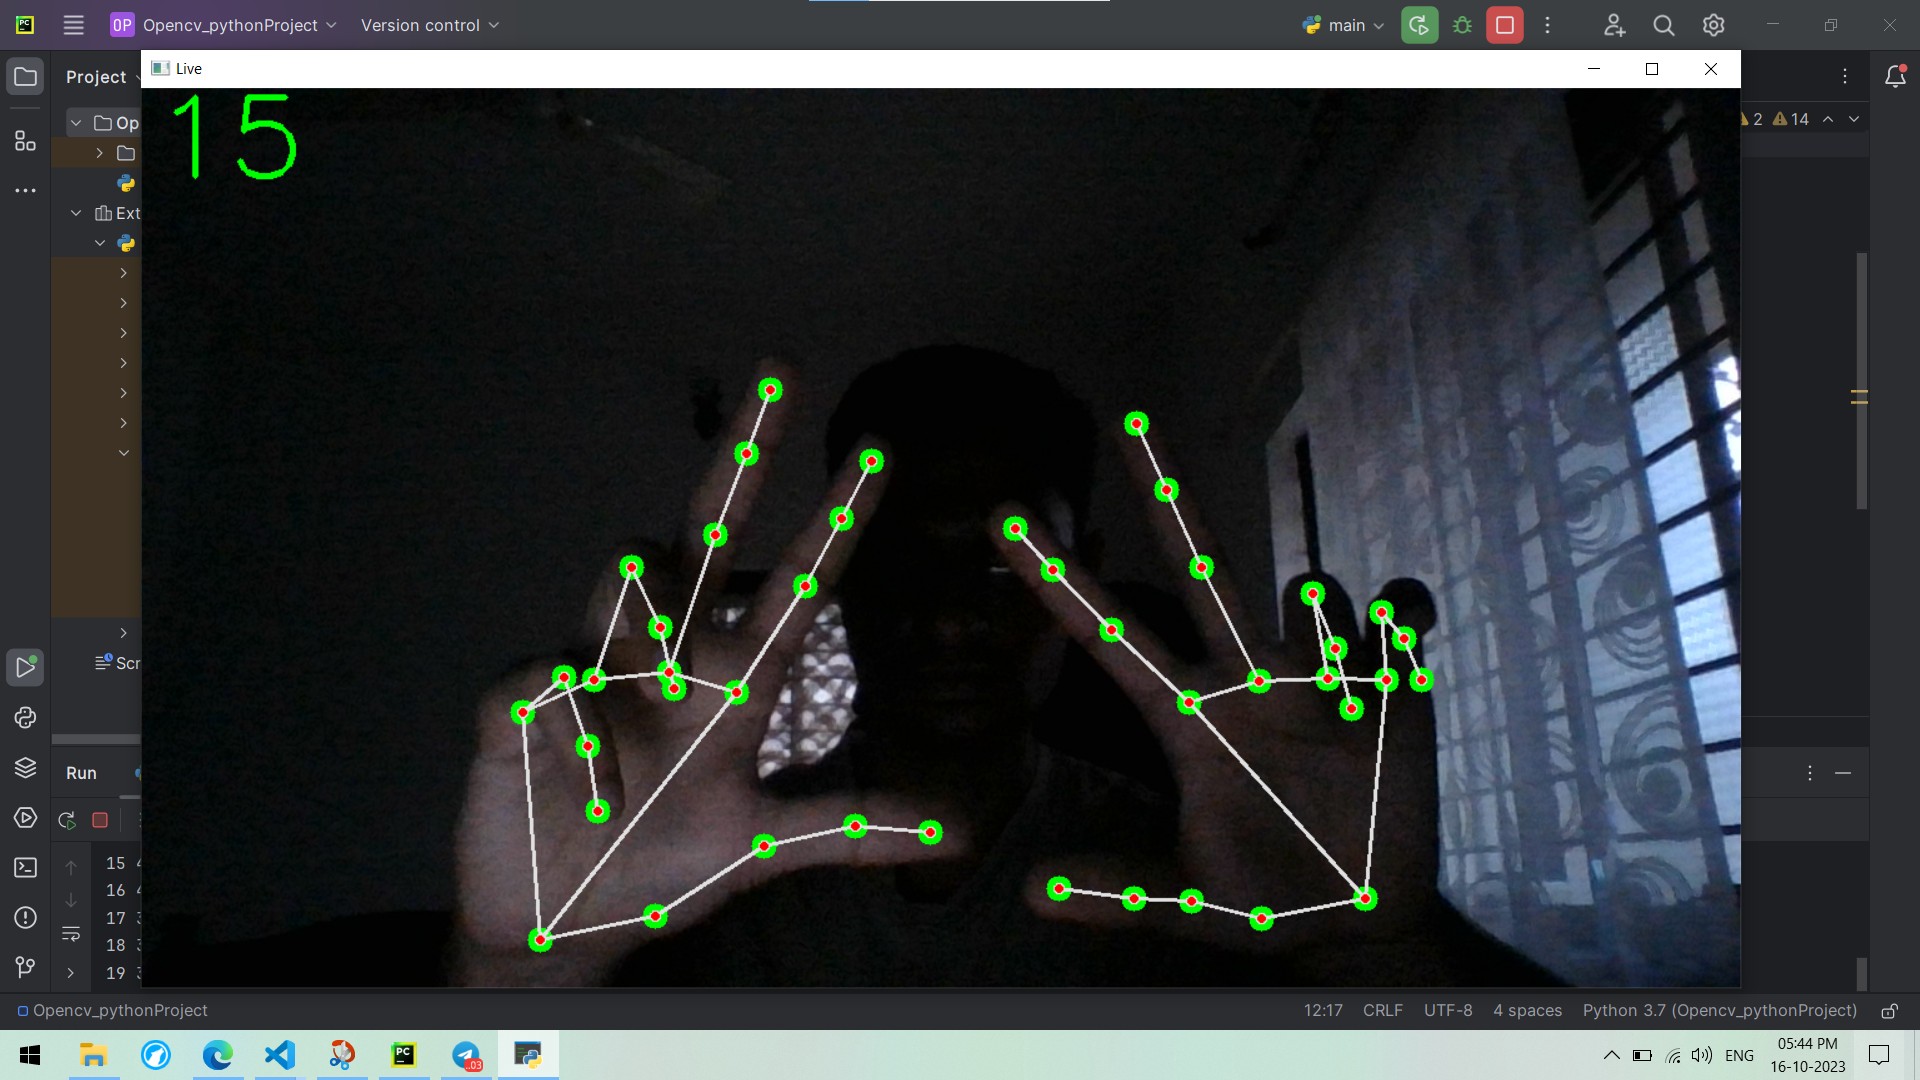 PC
OP Opencv_pythonProject
Version control
main
Live
Project
Op
2 14
15
Ext
Scr
Run
15
16
17
18
19
Opencv_pythonProject
12:17 CRLF UTF-8 4 spaces Python 3.7 (Opencv_pythonProject)
PC
03
ENG
05:44 PM
16-10-2023